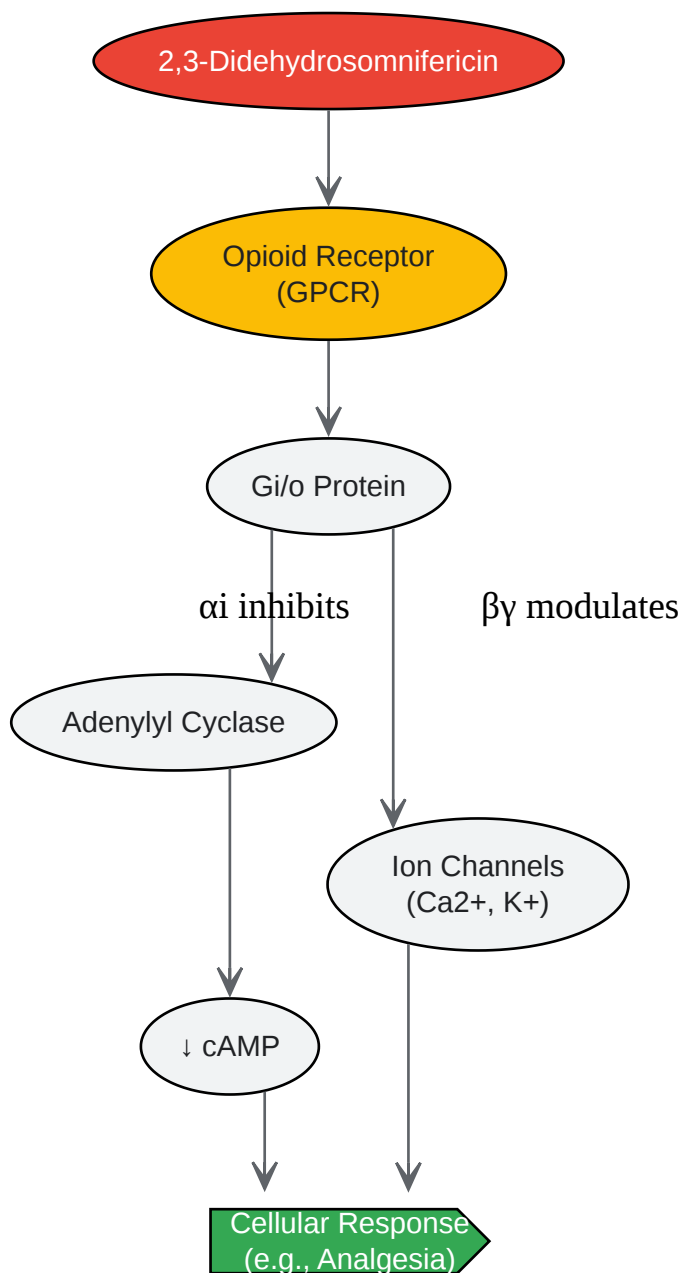 2,3-Didehydrosomnifericin
Opioid Receptor
(GPCR)
Gi/o Protein
αi inhibits
βγ modulates
Adenylyl Cyclase
Ion Channels
(Ca2+, K+)
↓ cAMP
Cellular Response
(e.g., Analgesia)